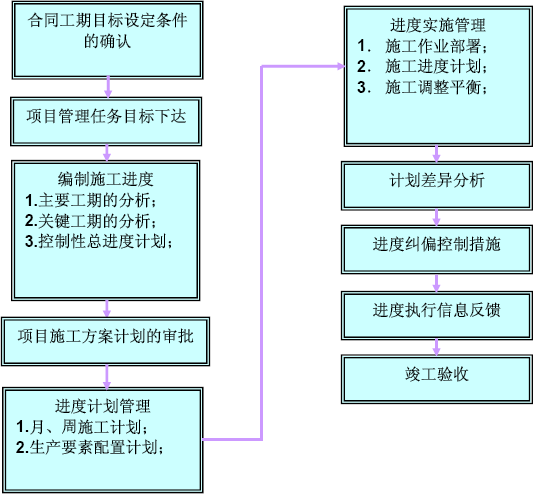 合同工期目标设定条件
的确认
项目管理任务目标下达
编制施工进度
1.主要工期的分析;
2.关键工期的分析;
3.控制性总进度计划;
项目施工方案计划的审批
进度计划管理
1.月、周施工计划;
2.生产要素配置计划;
进度实施管理
1. 施工作业部署;
2. 施工进度计划;
3. 施工调整平衡;
计划差异分析
进度纠偏控制措施
进度执行信息反馈
竣工验收